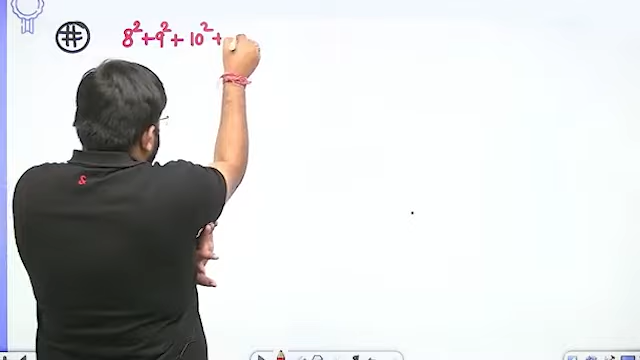 # 8² + 9² + 10² +